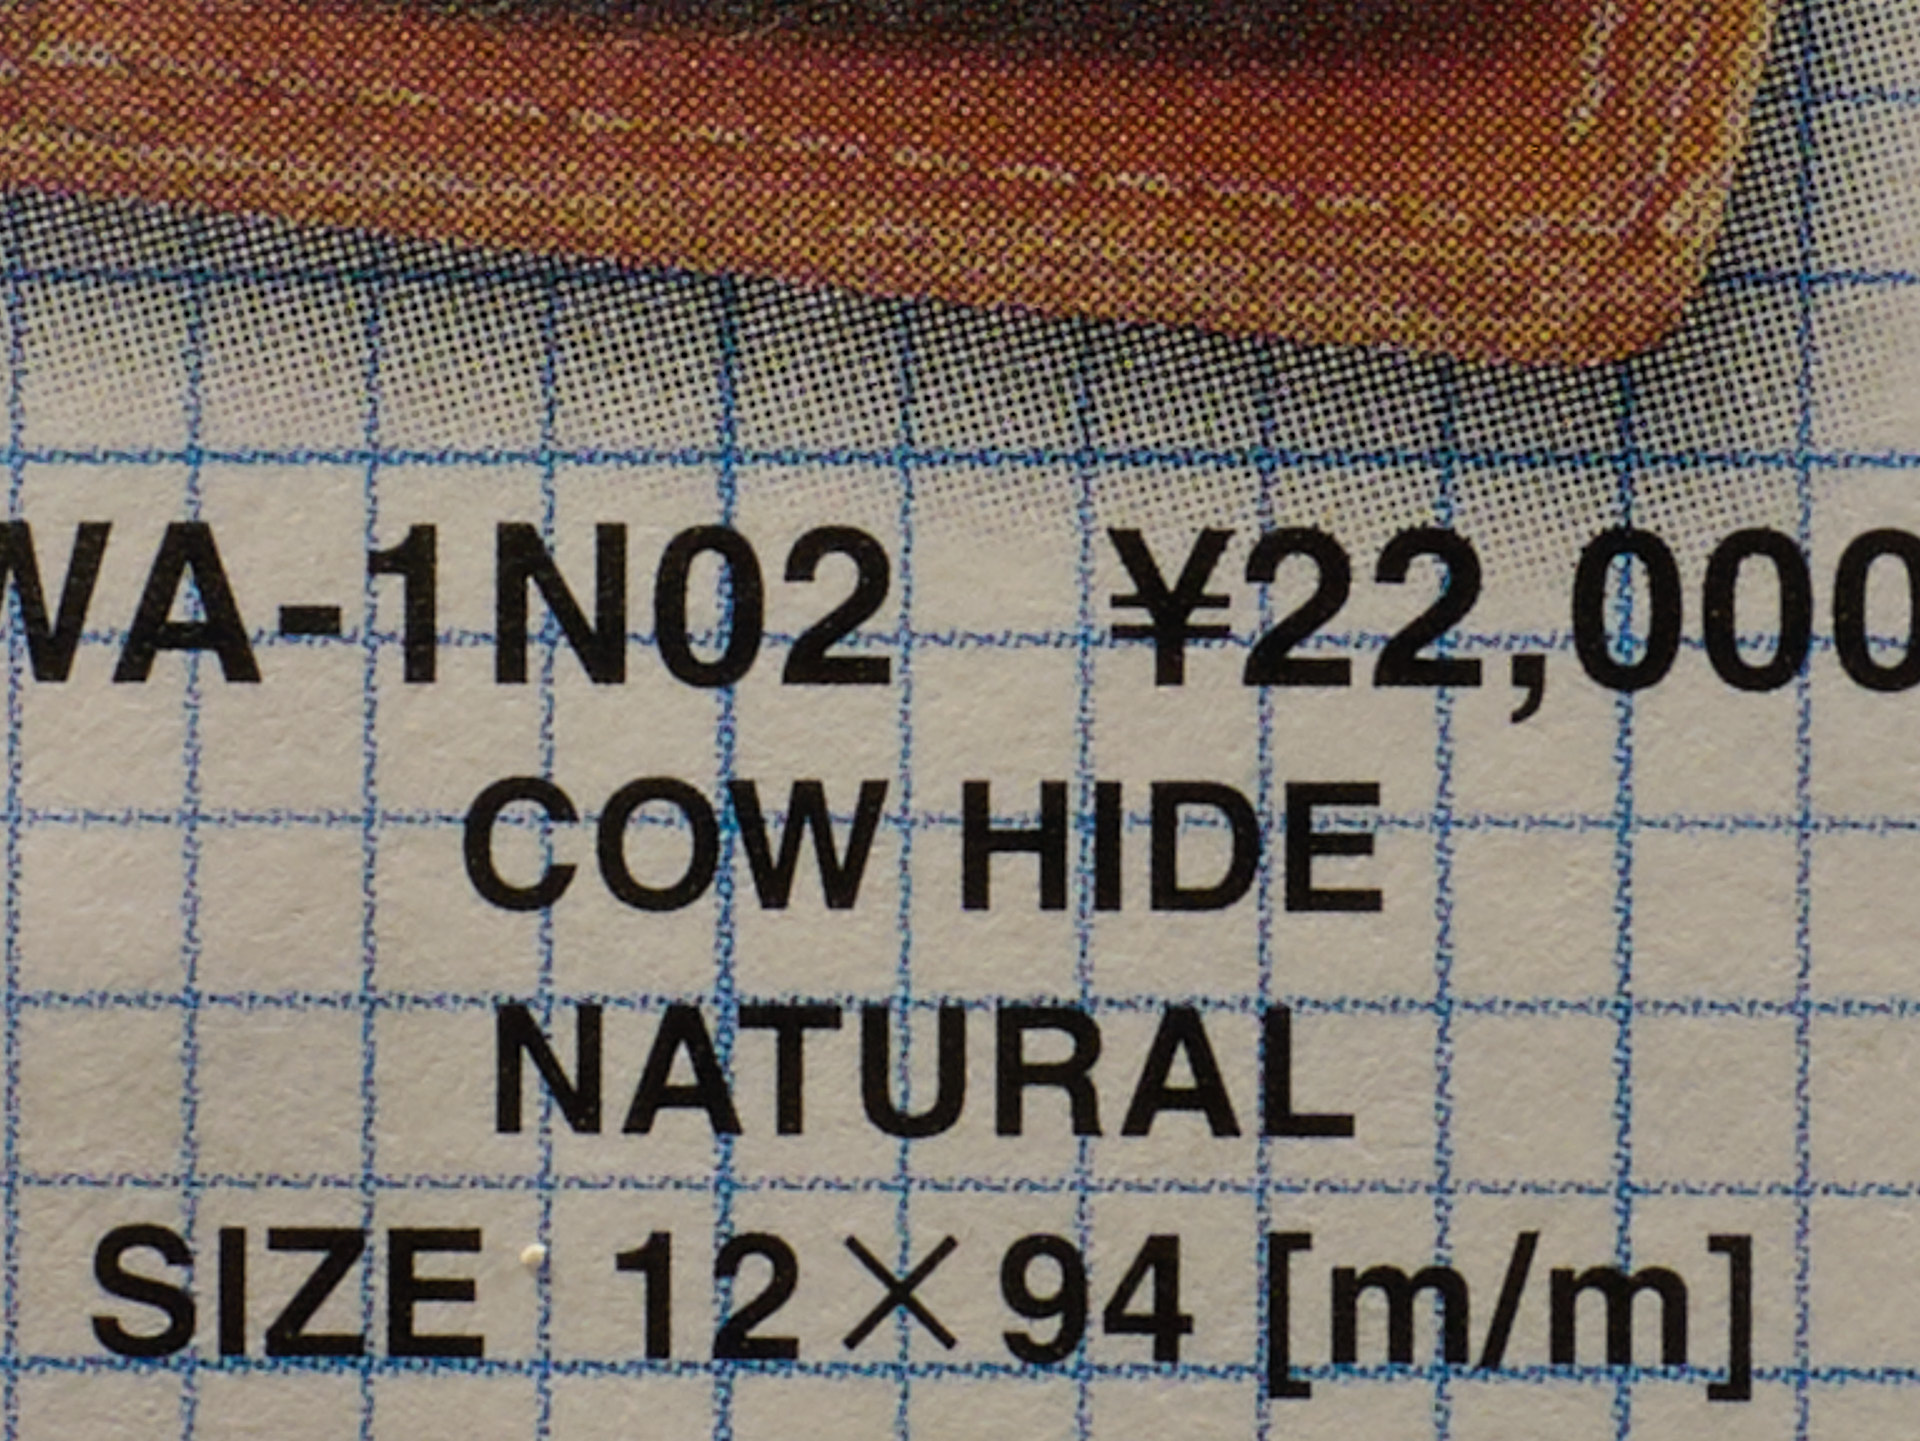 WA-1N02 ¥22,000
COW HIDE
NATURAL
SIZE 12×94 [m/m]